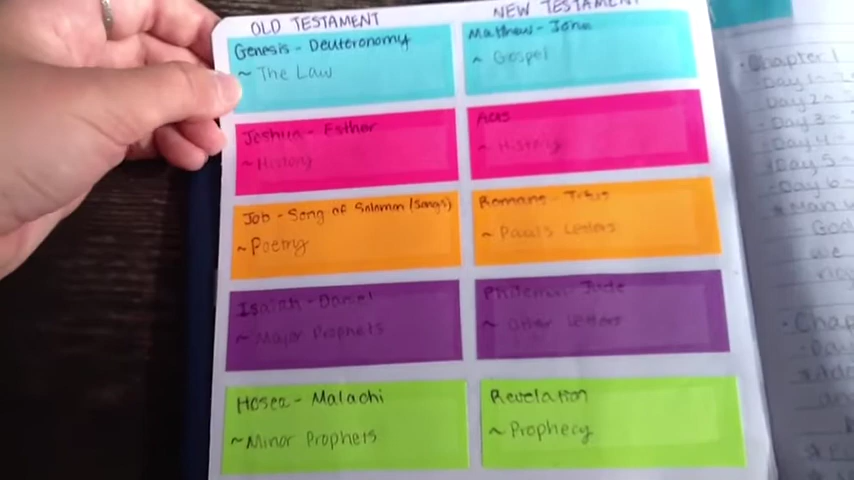 OLD TESTAMENT
Genesis - Deuteronomy
~ The Law
Joshua - Esther
~ History
Job - Song of Solomon (Songs)
~ Poetry
Isaiah - Daniel
~ Major Prophets
Hosea - Malachi
~ Minor Prophets
NEW TESTAMENT
Matthew - John
~ Gospel
Acts
~ History
Romans - Titus
~ Paul's Letters
Philemon - Jude
~ other letters
Revelation
~ Prophecy
Chapter 1
Day 1
Day 2
Day 3
Day 4
Day 5
Day 6
God
we